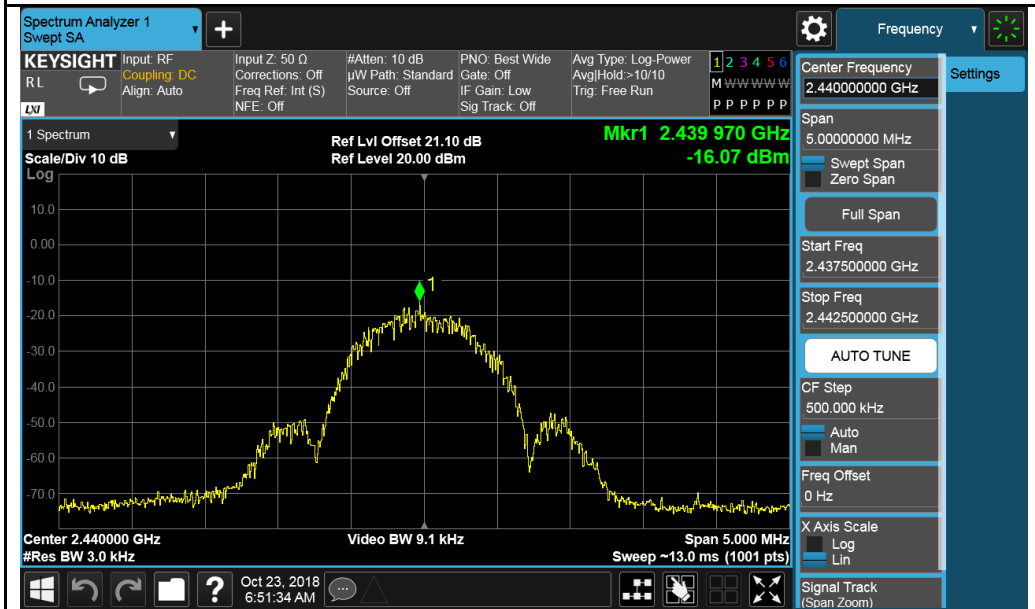 Spectrum Analyzer 1
Swept SA
Frequency
KEYSIGHT
RL
LXI
Input: RF
Coupling: DC
Align: Auto
Input Z: 50 Ω
Corrections: Off
Freq Ref: Int (S)
NFE: Off
#Atten: 10 dB
µW Path: Standard
Source: Off
PNO: Best Wide
Gate: Off
IF Gain: Low
Sig Track: Off
Avg Type: Log-Power
Avg|Hold:>10/10
Trig: Free Run
1 2 3 4 5 6
M W W W W W
P P P P P P
1 Spectrum
Scale/Div 10 dB
Log
Ref Lvl Offset 21.10 dB
Ref Level 20.00 dBm
Mkr1 2.439 970 GHz
-16.07 dBm
10.0
0.00
-10.0
-20.0
-30.0
-40.0
-50.0
-60.0
-70.0
1
Center 2.440000 GHz
#Res BW 3.0 kHz
Video BW 9.1 kHz
Span 5.000 MHz
Sweep ~13.0 ms (1001 pts)
Center Frequency
2.440000000 GHz
Span
5.00000000 MHz
Swept Span
Zero Span
Full Span
Start Freq
2.437500000 GHz
Stop Freq
2.442500000 GHz
AUTO TUNE
CF Step
500.000 kHz
Auto
Man
Freq Offset
0 Hz
X Axis Scale
Log
Lin
Signal Track
(Span Zoom)
Settings
?
Oct 23, 2018
6:51:34 AM